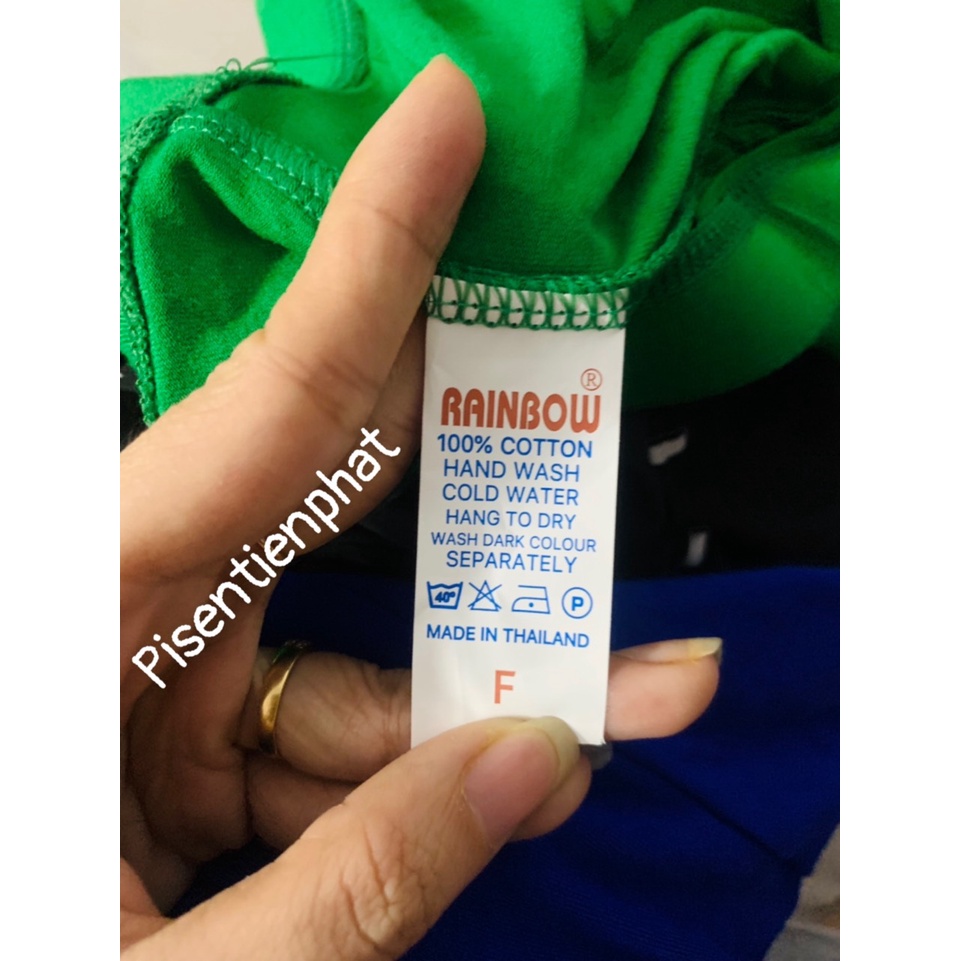 ®
RAINBOW
100% COTTON
HAND WASH
COLD WATER
HANG TO DRY
WASH DARK COLOUR
SEPARATELY
40° P
MADE IN THAILAND
F
Pisentienphat